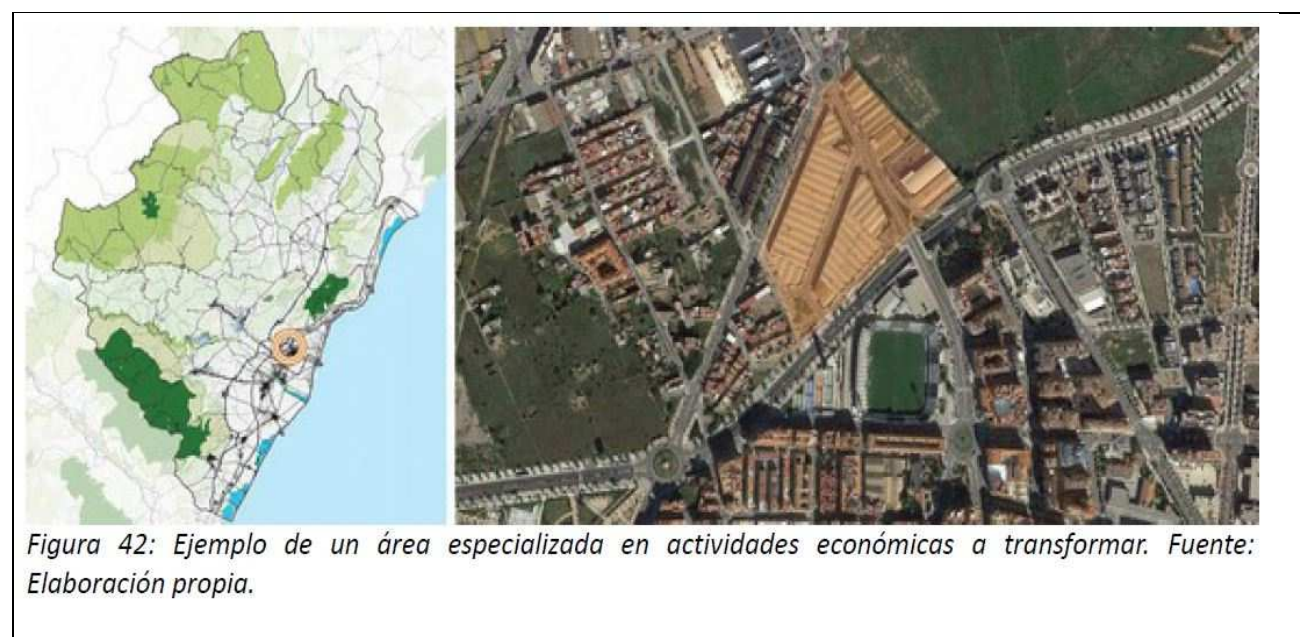 Figura 42: Ejemplo de un área especializada en actividades económicas a transformar. Fuente:
Elaboración propia.